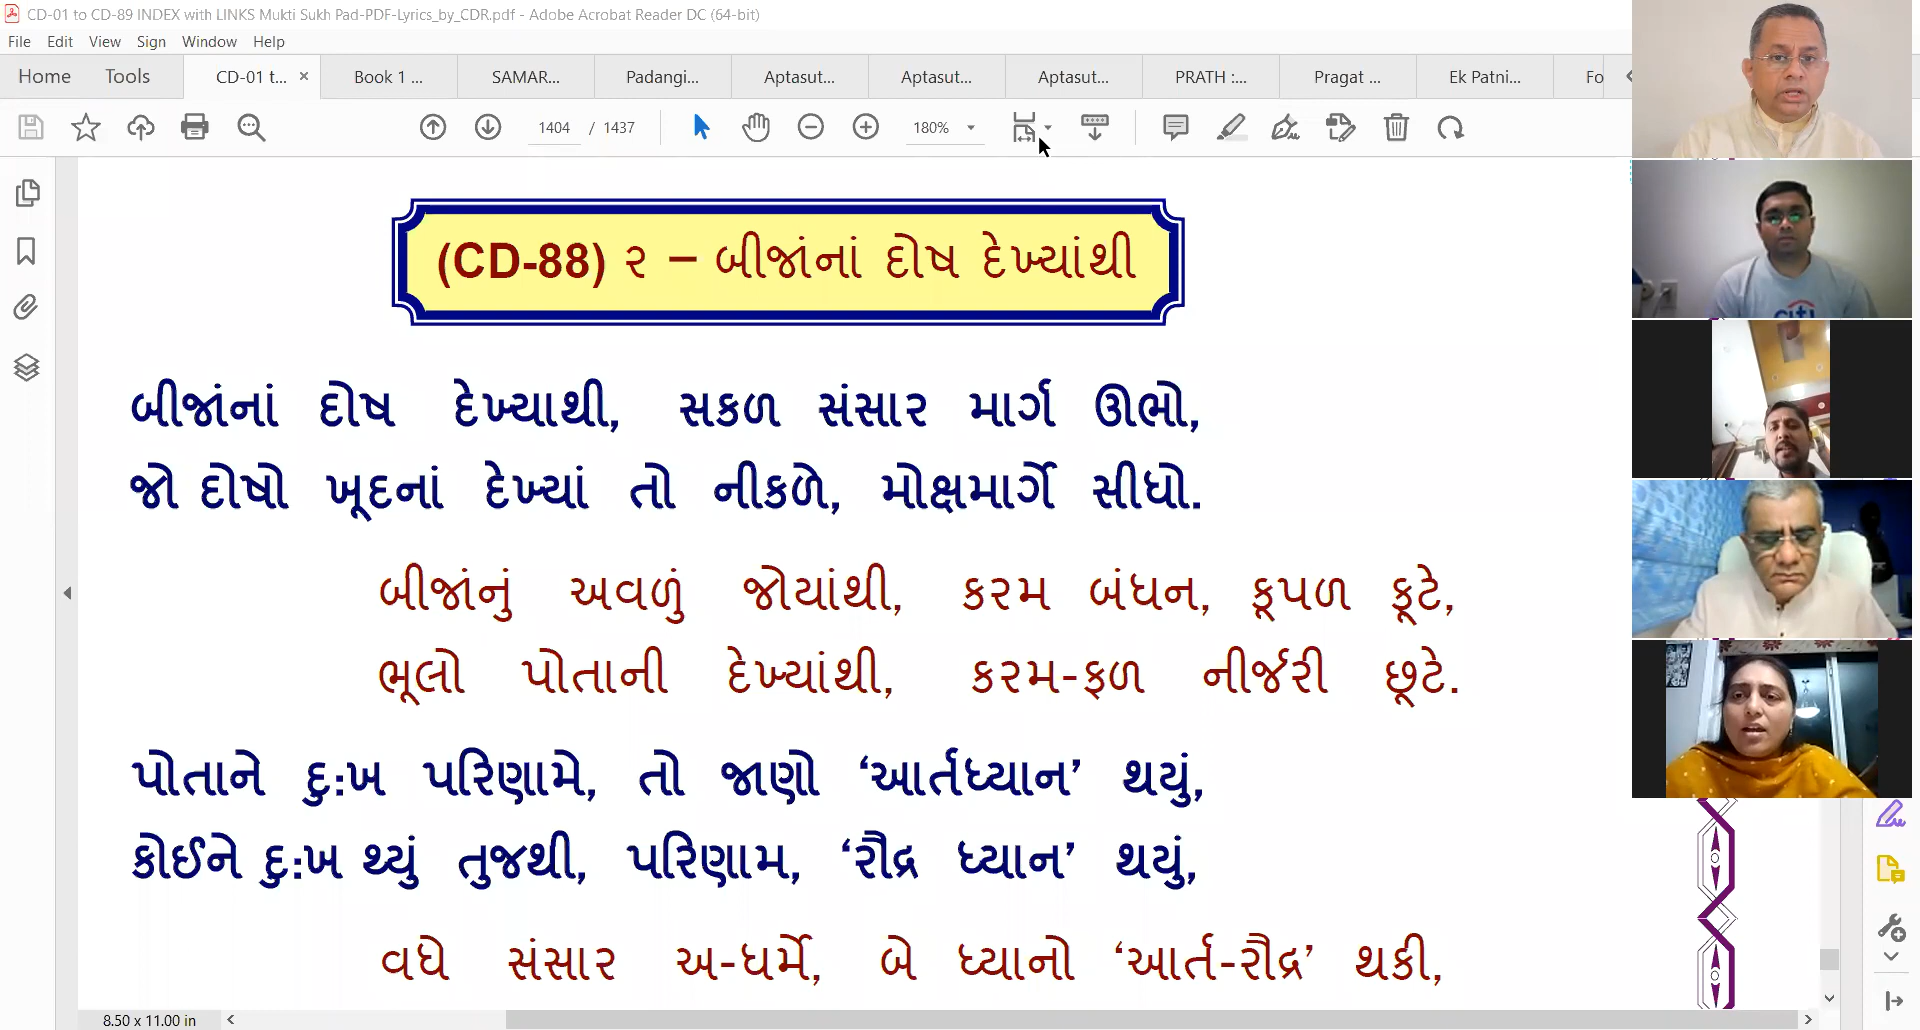 CD-01 to CD-89 INDEX with LINKS Mukti Sukh Pad-PDF-Lyrics_by_CDR.pdf - Adobe Acrobat Reader DC (64-bit)
File Edit View Sign Window Help
Home Tools CD-01 t... × Book 1 ... SAMAR... Padangi... Aptasut... Aptasut... Aptasut... PRATH :... Pragat ... Ek Patni... Fo
1404 / 1437 180%
(CD-88) ૨ – બીજાંનાં દોષ દેખ્યાંથી
બીજાંનાં દોષ દેખ્યાથી, સકળ સંસાર માર્ગ ઊભો,
જો દોષો ખૂદનાં દેખ્યાં તો નીકળે, મોક્ષમાર્ગે સીધો.
બીજાંનું અવળું જોયાંથી, કરમ બંધન, કૂપળ ફૂટે,
ભૂલો પોતાની દેખ્યાંથી, કરમ-ફળ નીર્જરી છૂટે.
પોતાને દુઃખ પરિણામે, તો જાણો ‘આર્તધ્યાન’ થયું,
કોઈને દુઃખ થ્યું તુજથી, પરિણામ, ‘રૌદ્ર ધ્યાન’ થયું,
વધે સંસાર અ-ધર્મે, બે ધ્યાનો ‘આર્ત-રૌદ્ર’ થકી,
8.50 x 11.00 in
citi